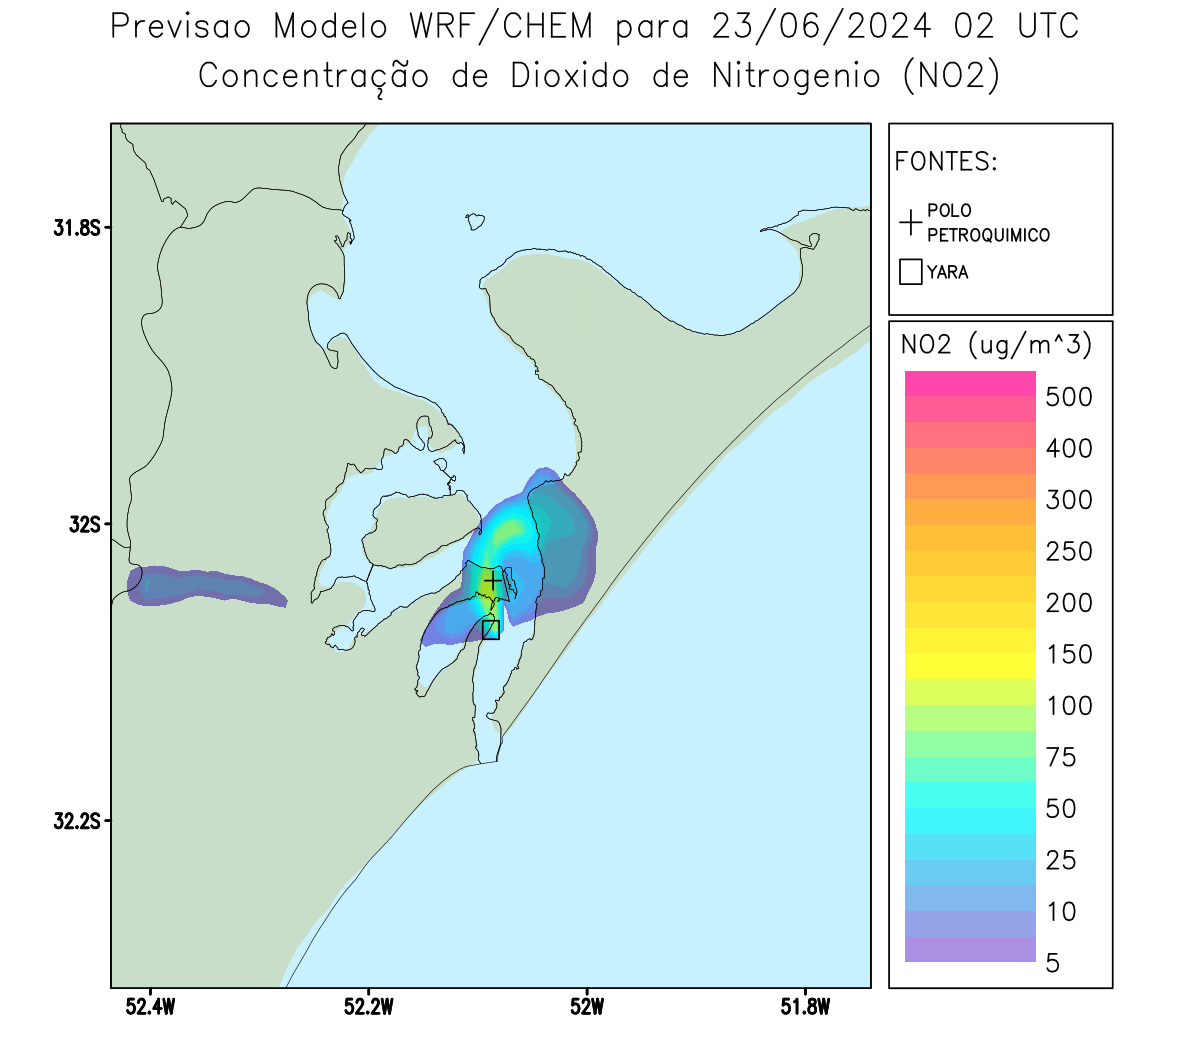 Previsao Modelo WRF/CHEM para 23/06/2024 02 UTC
Concentração de Dioxido de Nitrogenio (NO2)
FONTES:
POLO
PETROQUIMICO
YARA
NO2 (ug/m^3)
500
400
300
250
200
150
100
75
50
25
10
5
31.8S
32S
32.2S
52.4W
52.2W
52W
51.8W